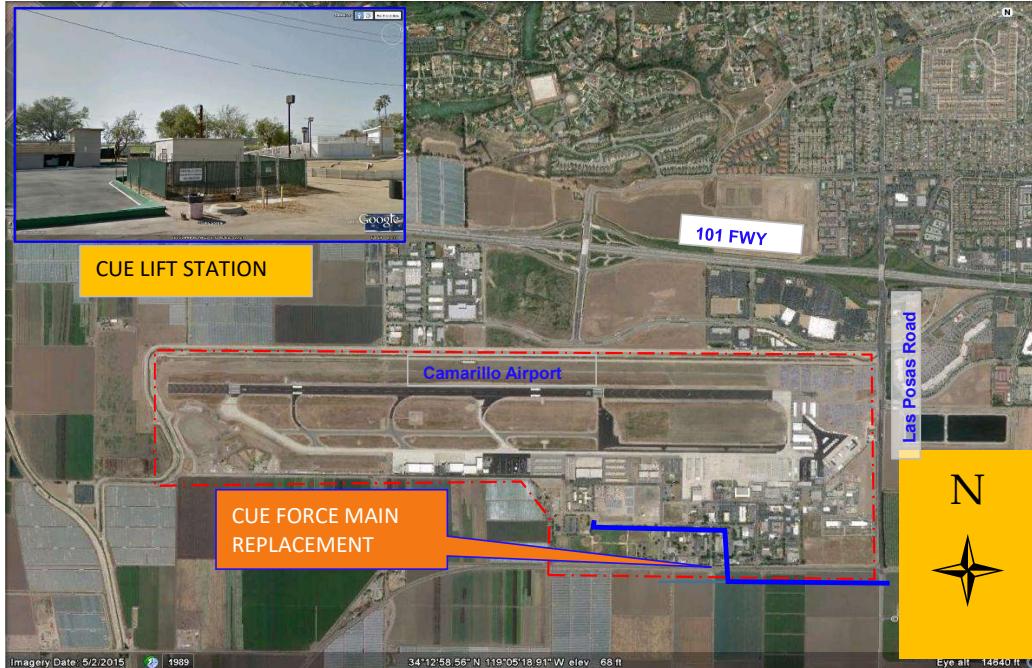 Google
CUE LIFT STATION
101 FWY
Las Posas Road
Camarillo Airport
CUE FORCE MAIN
REPLACEMENT
N
N
Imagery Date: 5/2/2015
1989
34°12'58.56" N 119°05'18.91" W elev 68 ft
Eye alt 14640 ft